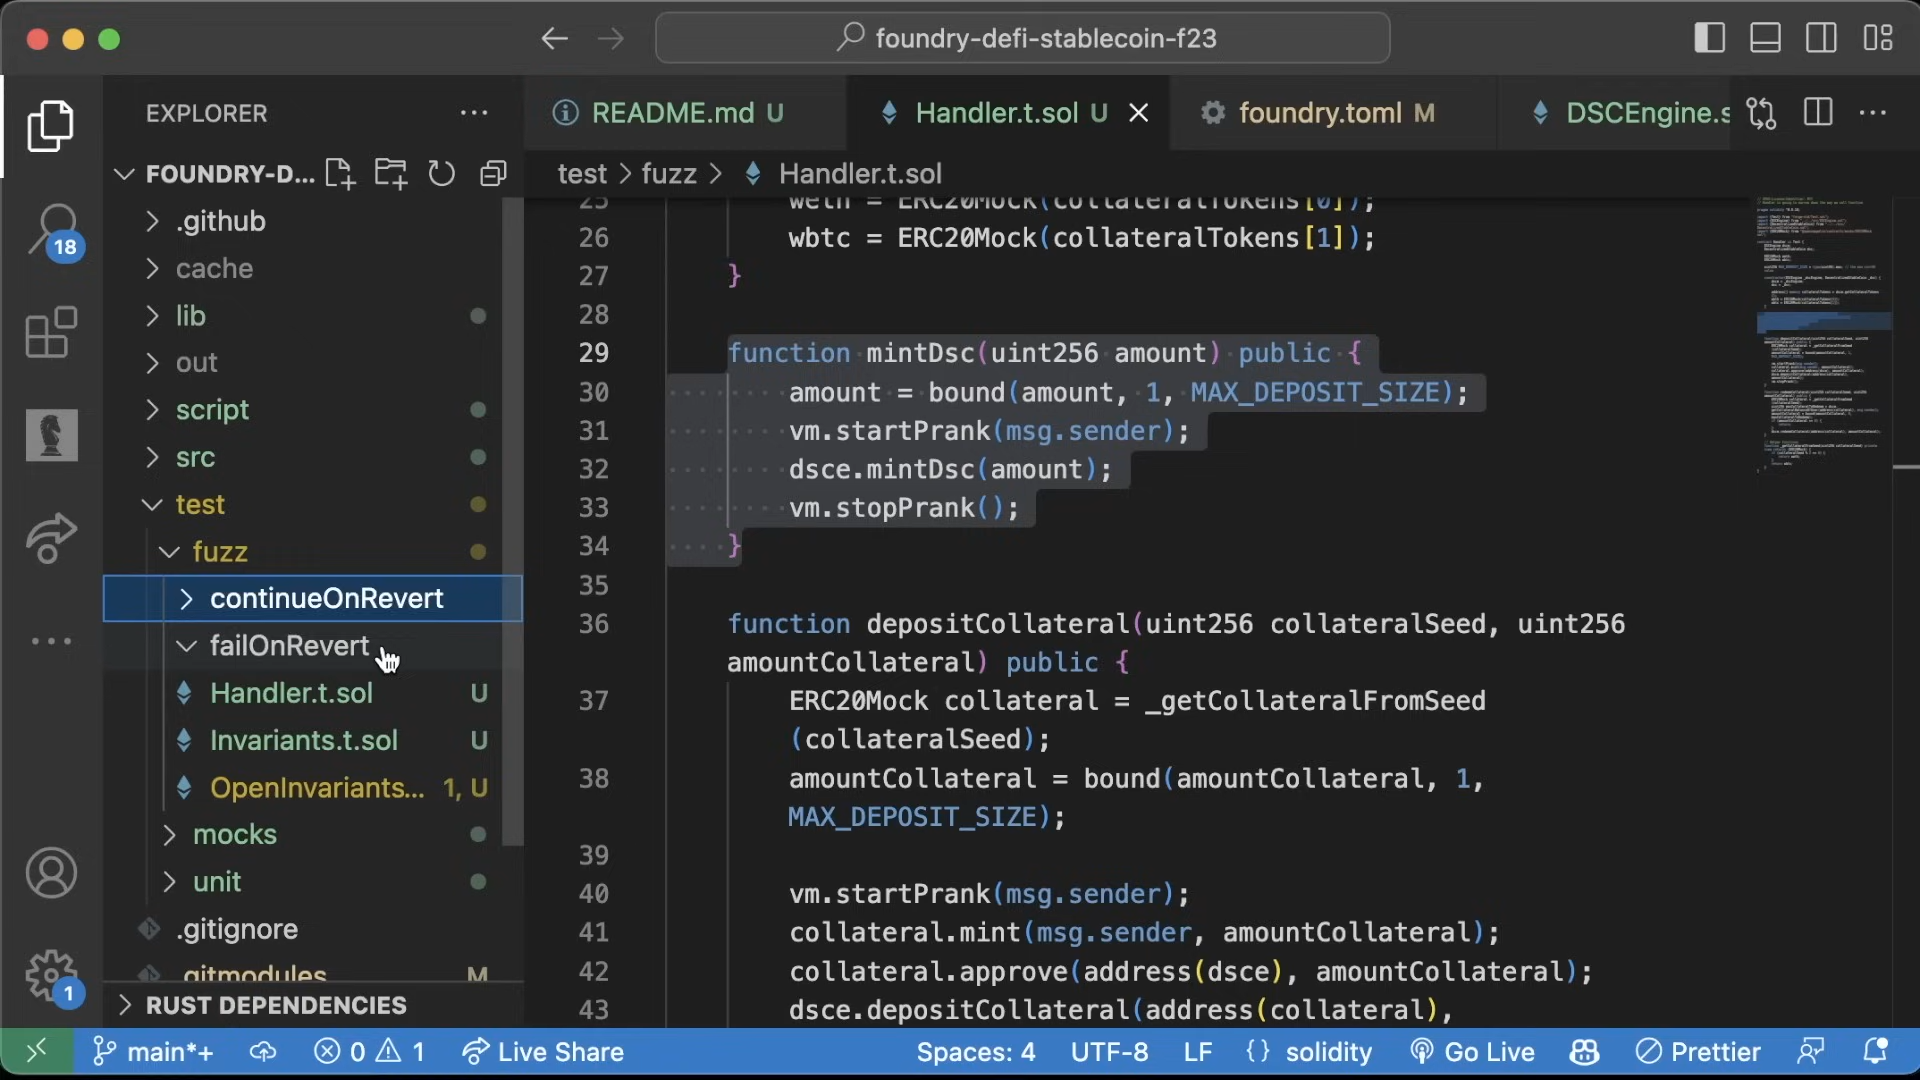 foundry-defi-stablecoin-f23
EXPLORER
FOUNDRY-D...
.github
cache
lib
out
script
src
test
fuzz
continueOnRevert
failOnRevert
Handler.t.sol U
Invariants.t.sol U
OpenInvariants... 1, U
mocks
unit
.gitignore
.gitmodules M
RUST DEPENDENCIES
18
1
README.md U
Handler.t.sol U
foundry.toml M
DSCEngine.s
test > fuzz > Handler.t.sol
25 weth = ERC20Mock(collateralTokens[0]);
26 wbtc = ERC20Mock(collateralTokens[1]);
27 }
28
29 function mintDsc(uint256 amount) public {
30 amount = bound(amount, 1, MAX_DEPOSIT_SIZE);
31 vm.startPrank(msg.sender);
32 dsce.mintDsc(amount);
33 vm.stopPrank();
34 }
35
36 function depositCollateral(uint256 collateralSeed, uint256
amountCollateral) public {
37 ERC20Mock collateral = _getCollateralFromSeed
(collateralSeed);
38 amountCollateral = bound(amountCollateral, 1,
MAX_DEPOSIT_SIZE);
39
40 vm.startPrank(msg.sender);
41 collateral.mint(msg.sender, amountCollateral);
42 collateral.approve(address(dsce), amountCollateral);
43 dsce.depositCollateral(address(collateral),
main*+ 0 1 Live Share Spaces: 4 UTF-8 LF {} solidity Go Live Prettier